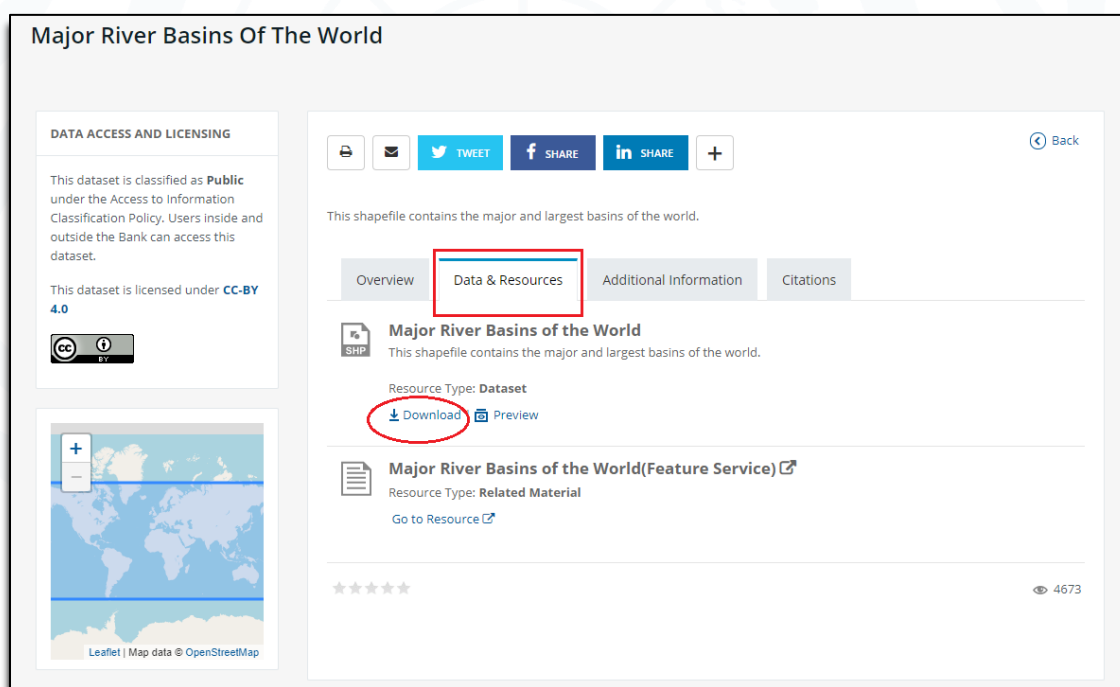 Major River Basins Of The World
DATA ACCESS AND LICENSING
This dataset is classified as Public
under the Access to Information
Classification Policy. Users inside and
outside the Bank can access this
dataset.
This dataset is licensed under CC-BY
4.0
cc
BY
+
−
Leaflet | Map data © OpenStreetMap
TWEET
f SHARE
in SHARE
+
Back
This shapefile contains the major and largest basins of the world.
Overview
Data & Resources
Additional Information
Citations
SHP
Major River Basins of the World
This shapefile contains the major and largest basins of the world.
Resource Type: Dataset
Download
Preview
Major River Basins of the World(Feature Service)
Resource Type: Related Material
Go to Resource
4673